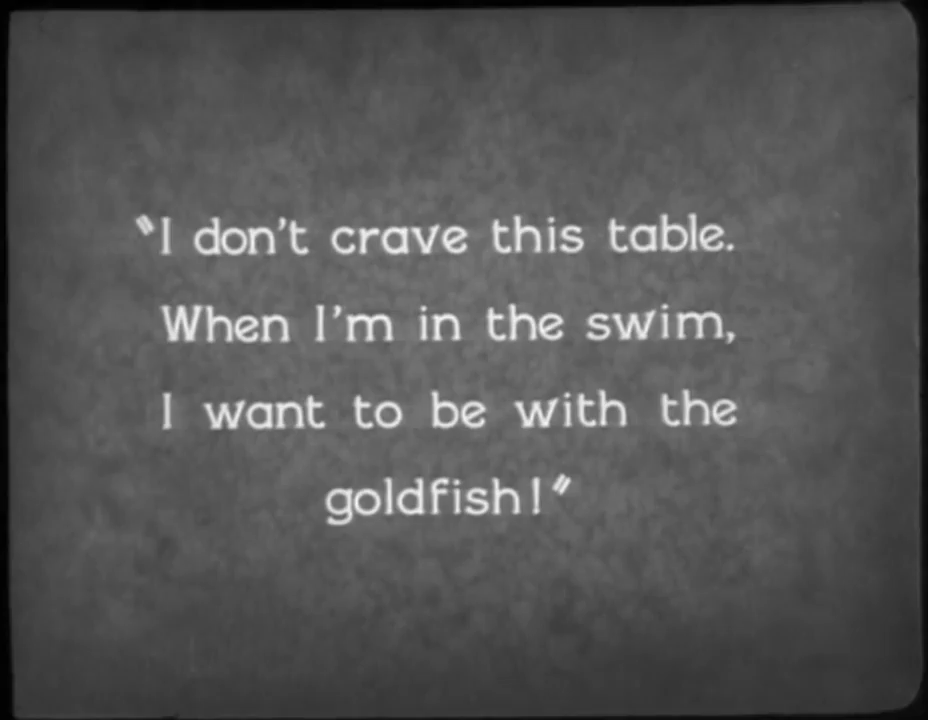 "I don't crave this table.
When I'm in the swim,
I want to be with the
goldfish!"